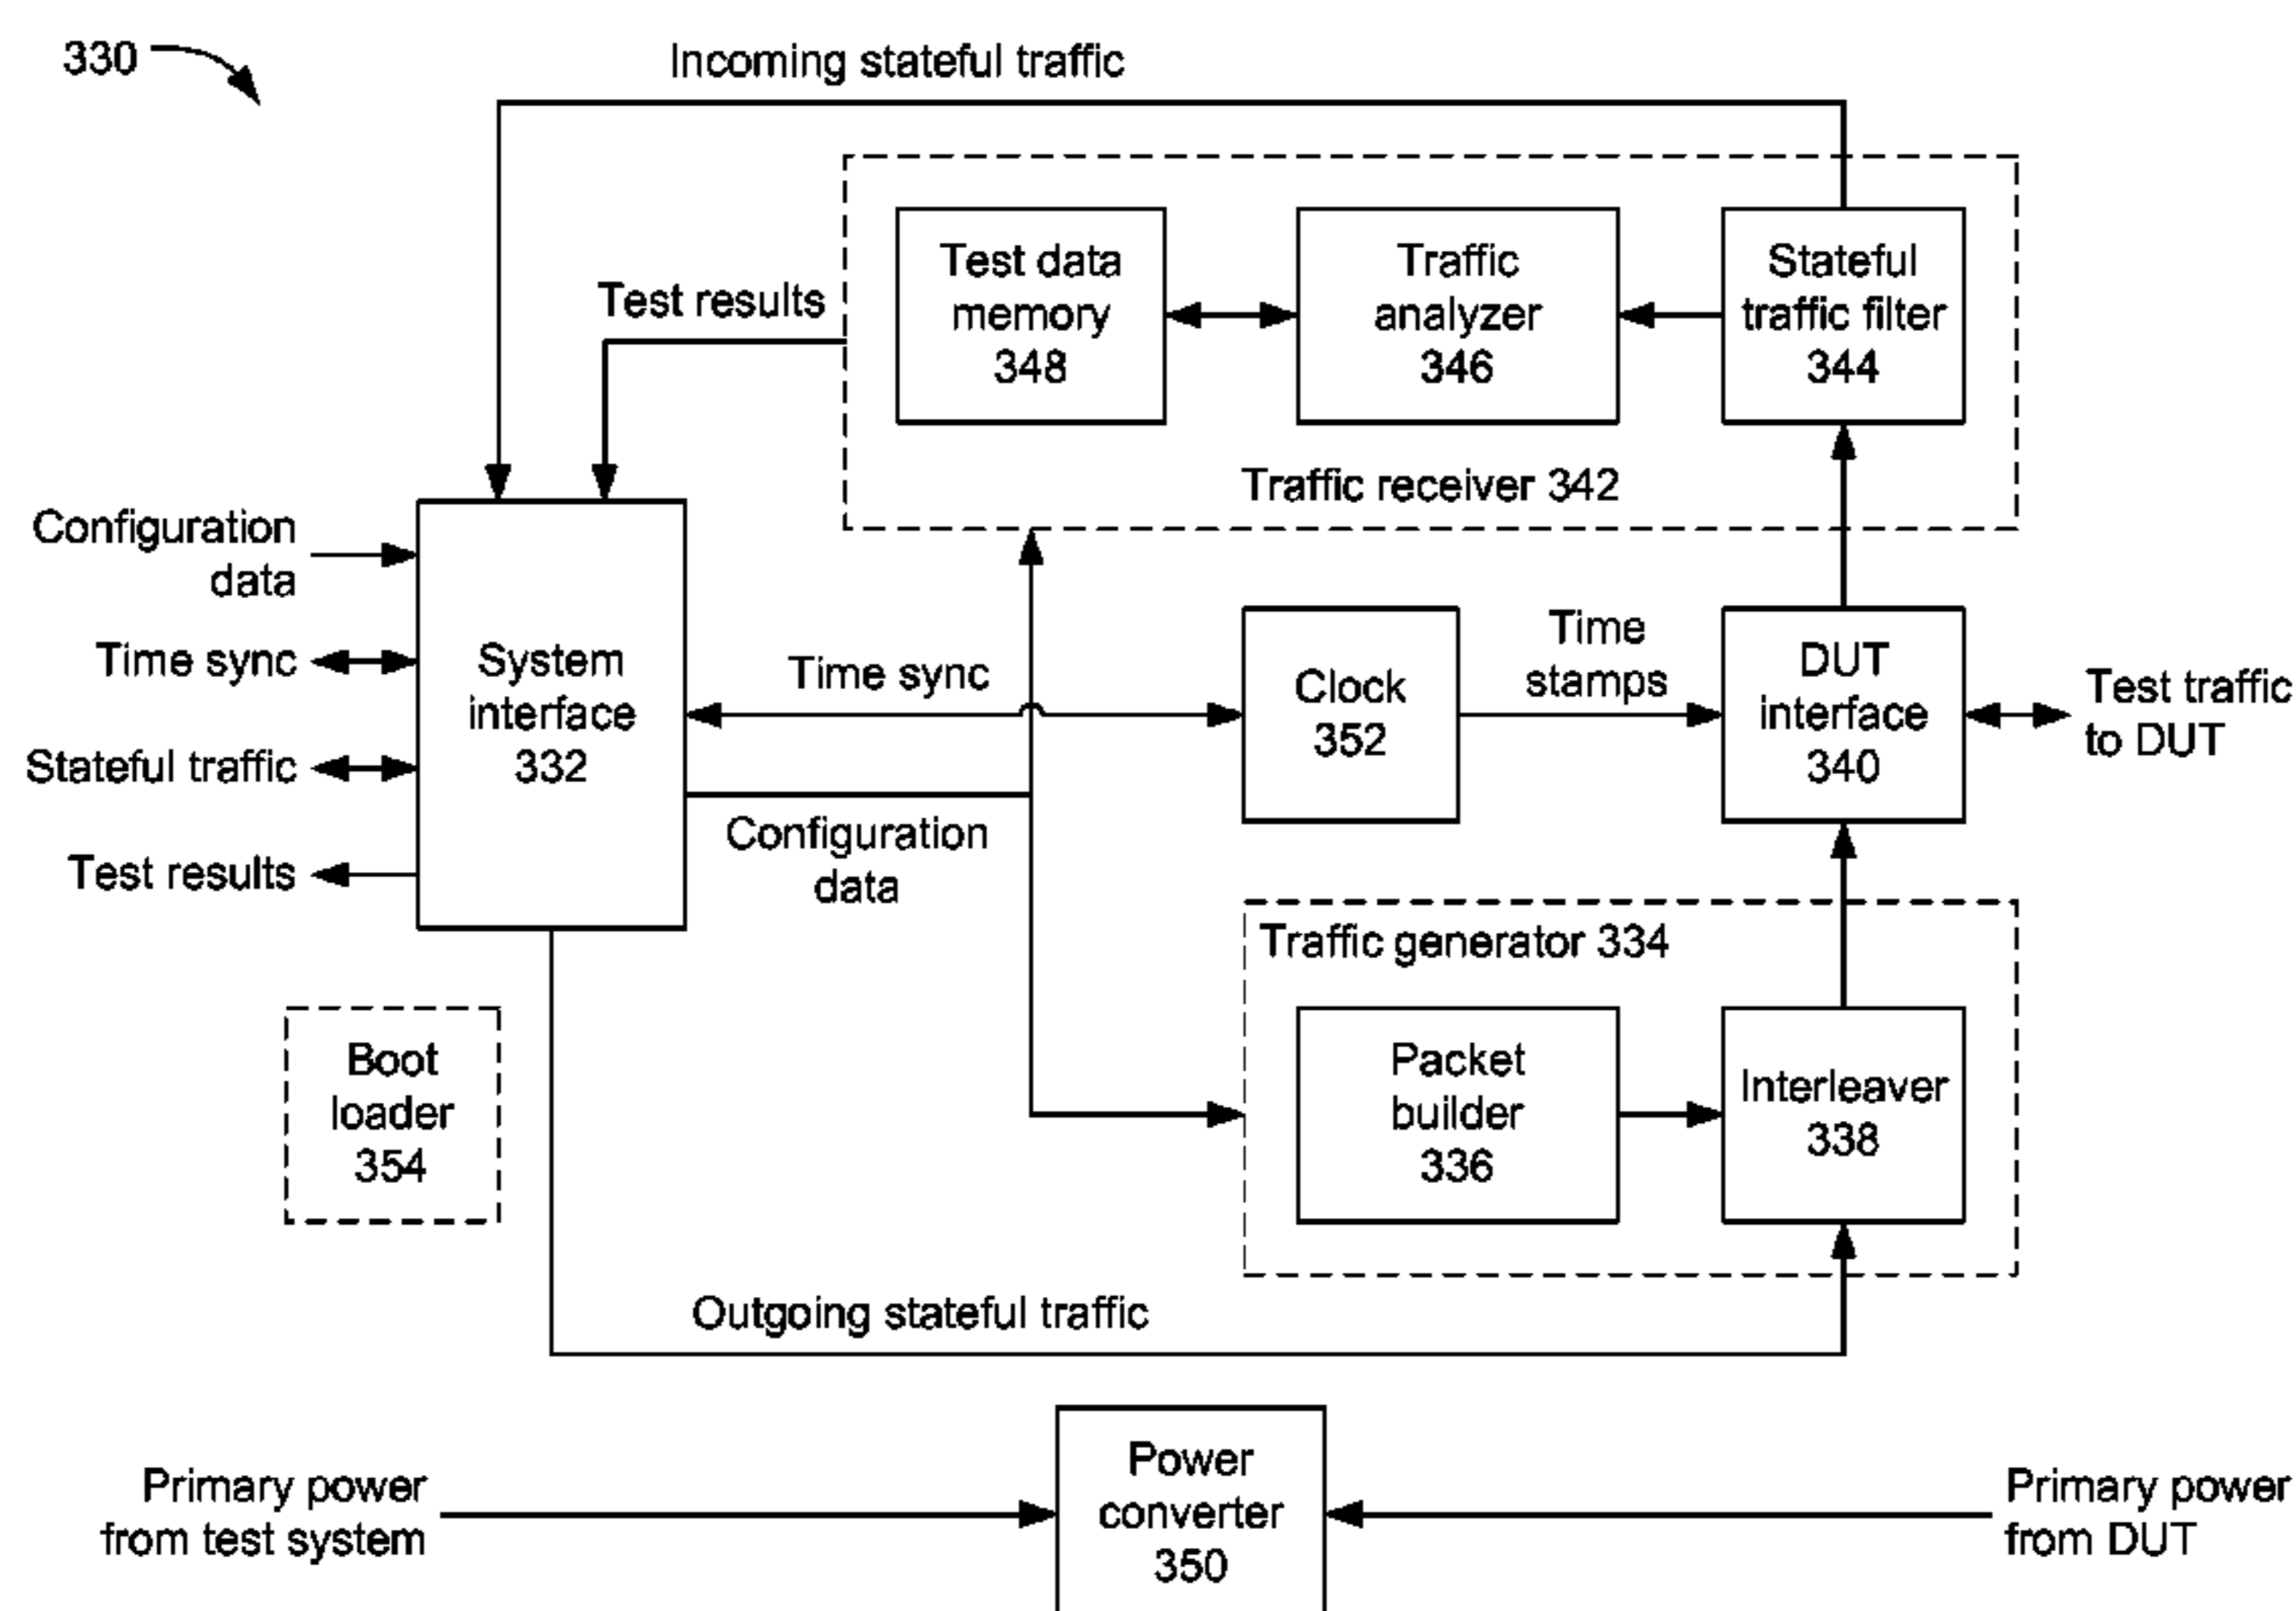 330
Incoming stateful traffic
Test data
memory
348
Traffic
analyzer
346
Stateful
traffic filter
344
Test results
Traffic receiver 342
Configuration
data
Time sync
Stateful traffic
Test results
System
interface
332
Time sync
Configuration
data
Clock
352
Time
stamps
DUT
interface
340
Test traffic
to DUT
Traffic generator 334
Packet
builder
336
Interleaver
338
Boot
loader
354
Outgoing stateful traffic
Primary power
from test system
Power
converter
350
Primary power
from DUT